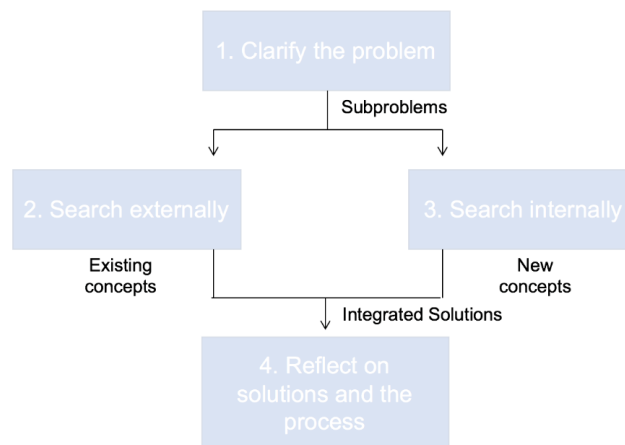 1. Clarify the problem
Subproblems
2. Search externally
3. Search internally
Existing
concepts
New
concepts
Integrated Solutions
4. Reflect on
solutions and the
process